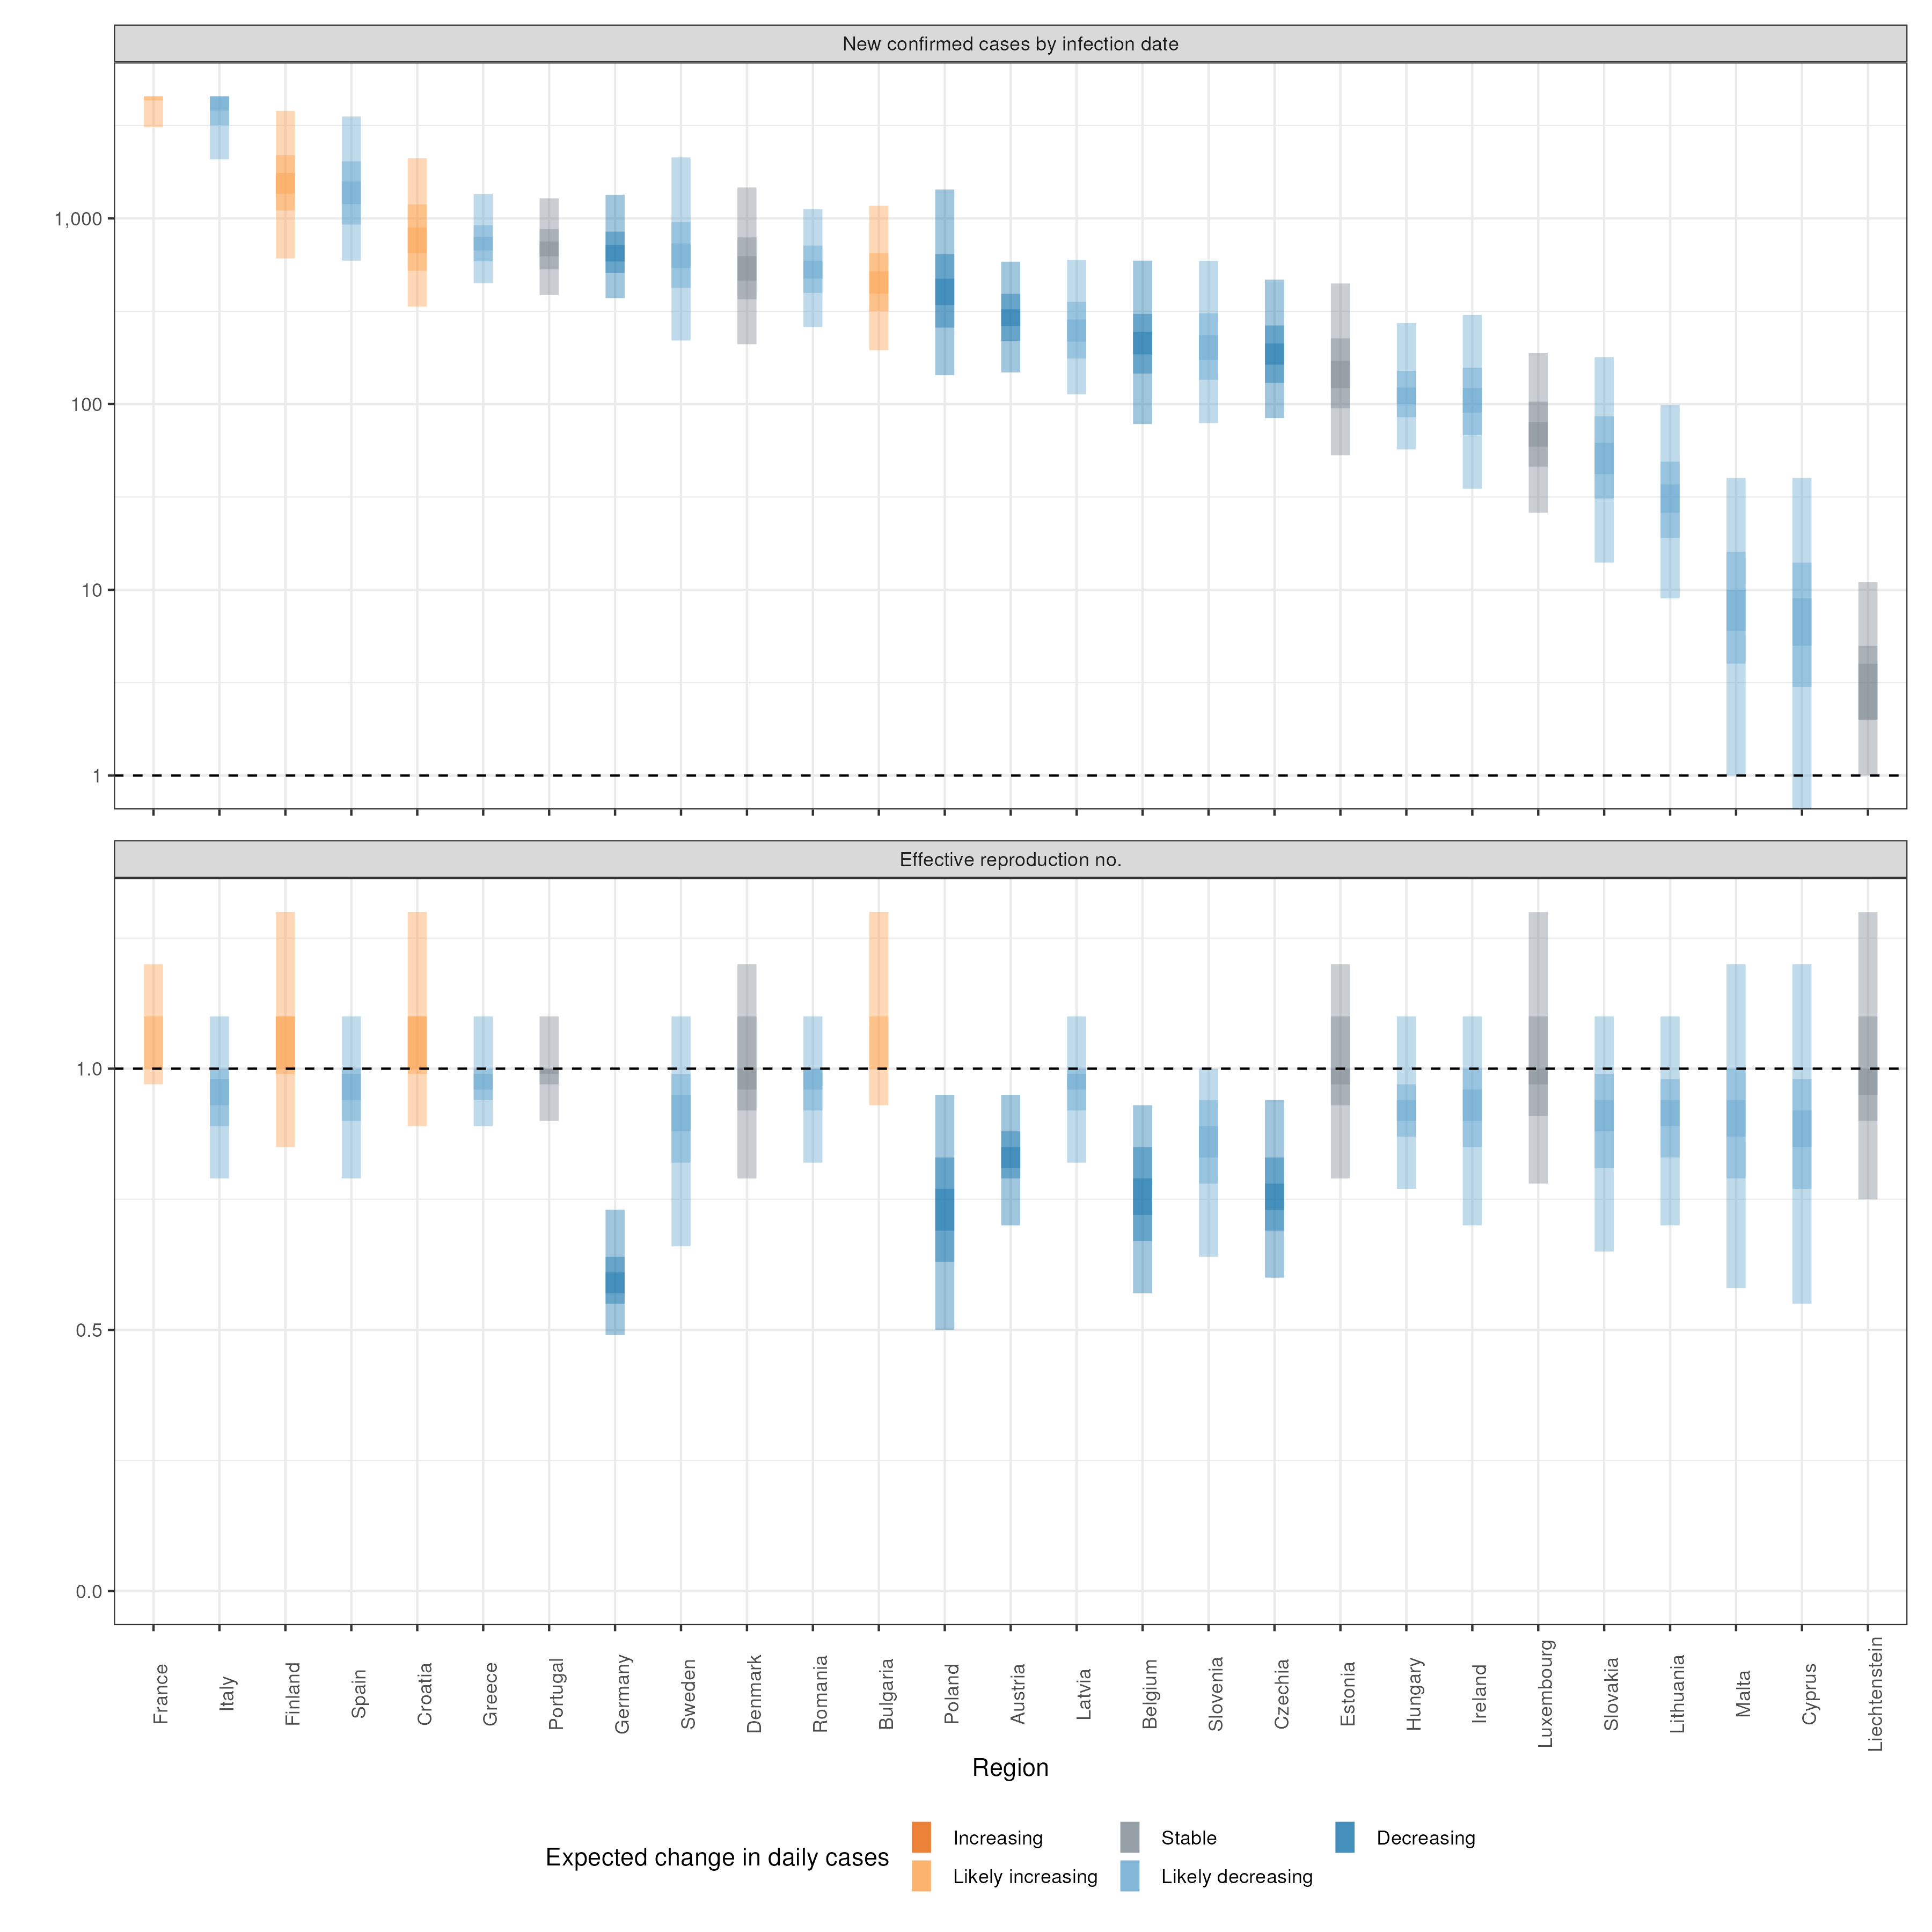 New confirmed cases by infection date
1,000
100
10
1
Effective reproduction no.
1.0
0.5
0.0
France
Italy
Finland
Spain
Croatia
Greece
Portugal
Germany
Sweden
Denmark
Romania
Bulgaria
Poland
Austria
Latvia
Belgium
Slovenia
Czechia
Estonia
Hungary
Ireland
Luxembourg
Slovakia
Lithuania
Malta
Cyprus
Liechtenstein
Region
Expected change in daily cases
Increasing
Stable
Decreasing
Likely increasing
Likely decreasing